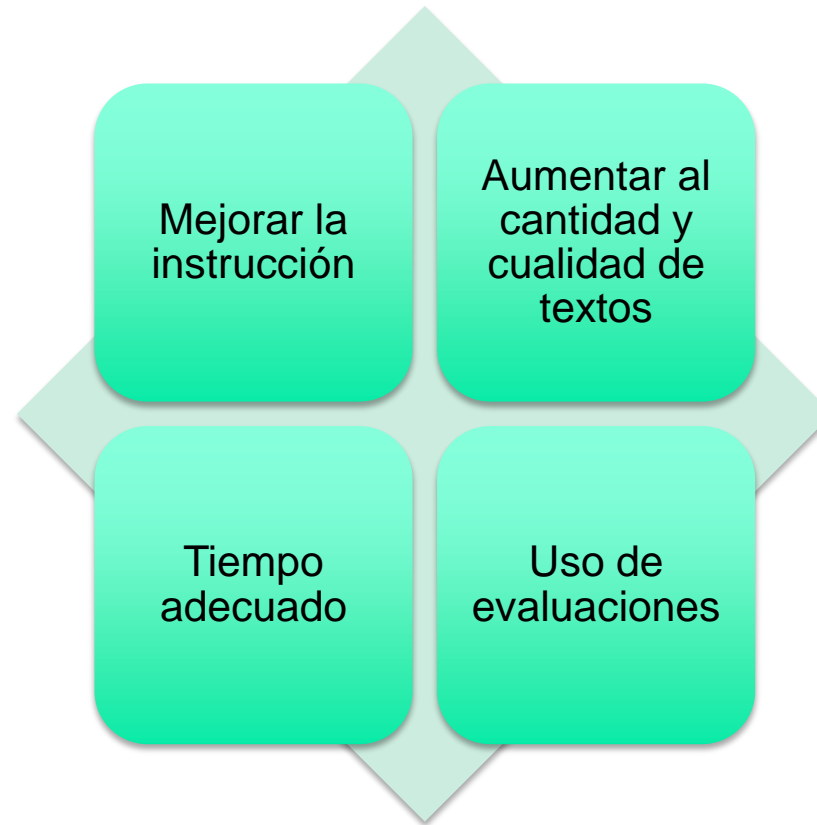 Mejorar la
instrucción
Aumentar al
cantidad y
cualidad de
textos
Tiempo
adecuado
Uso de
evaluaciones